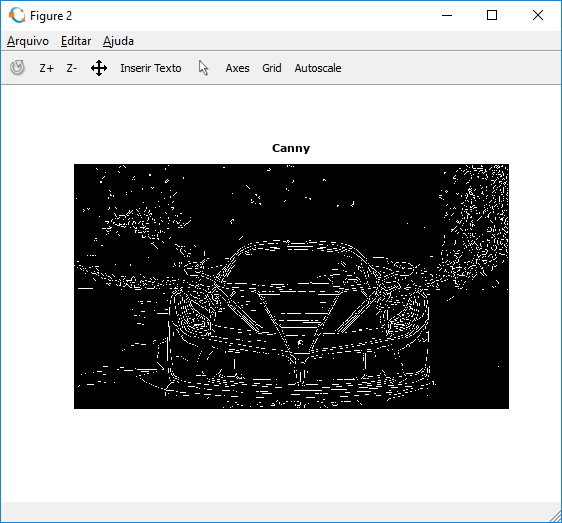 Figure 2
Arquivo Editar Ajuda
Z+ Z- Inserir Texto Axes Grid Autoscale
Canny